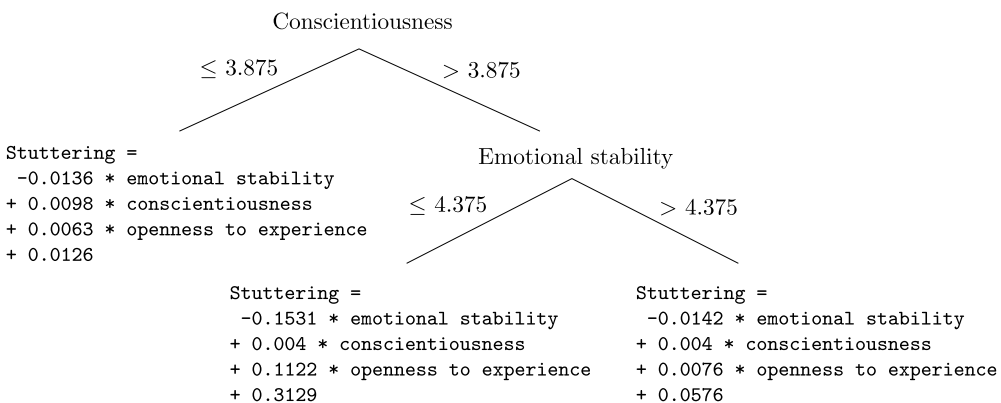 Conscientiousness
≤ 3.875
> 3.875
Stuttering =
-0.0136 * emotional stability
+ 0.0098 * conscientiousness
+ 0.0063 * openness to experience
+ 0.0126
Emotional stability
≤ 4.375
> 4.375
Stuttering =
-0.1531 * emotional stability
+ 0.004 * conscientiousness
+ 0.1122 * openness to experience
+ 0.3129
Stuttering =
-0.0142 * emotional stability
+ 0.004 * conscientiousness
+ 0.0076 * openness to experience
+ 0.0576